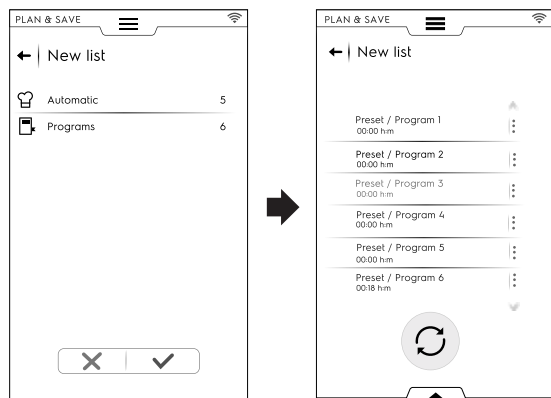 PLAN & SAVE
New list
Automatic 5
Programs 6
PLAN & SAVE
New list
Preset / Program 1
00:00 h:m
Preset / Program 2
00:00 h:m
Preset / Program 3
00:00 h:m
Preset / Program 4
00:00 h:m
Preset / Program 5
00:00 h:m
Preset / Program 6
00:18 h:m